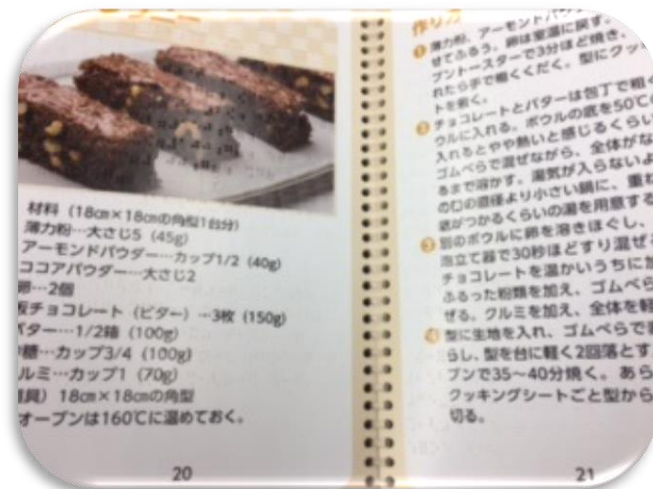 材料（18㎝×18㎝の角型1台分）
薄力粉…大さじ5（45g）
アーモンドパウダー…カップ1/2（40g）
ココアパウダー…大さじ2
卵…2個
板チョコレート（ビター）…3枚（150g）
バター…1/2箱（100g）
糖…カップ3/4（100g）
ルミ…カップ1（70g）
具）18㎝×18㎝の角型
オーブンは160℃に温めておく。
20
作り方
1 薄力粉、アーモンドパウ
せてふるう。卵は室温に戻す。
ブントースターで3分ほど焼き、
れたら手で粗くくだく。型にクッ
トを敷く。
2 チョコレートとバターは包丁で粗く
ウルに入れる。ボウルの底を50℃の
入れるとやや熱いと感じるくらい
ゴムべらで混ぜながら、全体がな
るまで溶かす。湯気が入らないよ
のむの直径より小さい鍋に、重ね
底がつかるくらいの湯を用意する
3 別のボウルに卵を溶きほぐし、
泡立て器で30秒ほどすり混ぜ
チョコレートを温かいうちに加
ふるった粉類を加え、ゴムべら
ぜる。クルミを加え、全体を軽
4 型に生地を入れ、ゴムべらで
らし、型を台に軽く2回落とす
ブンで35～40分焼く。あら
クッキングシートごと型から
切る。
21